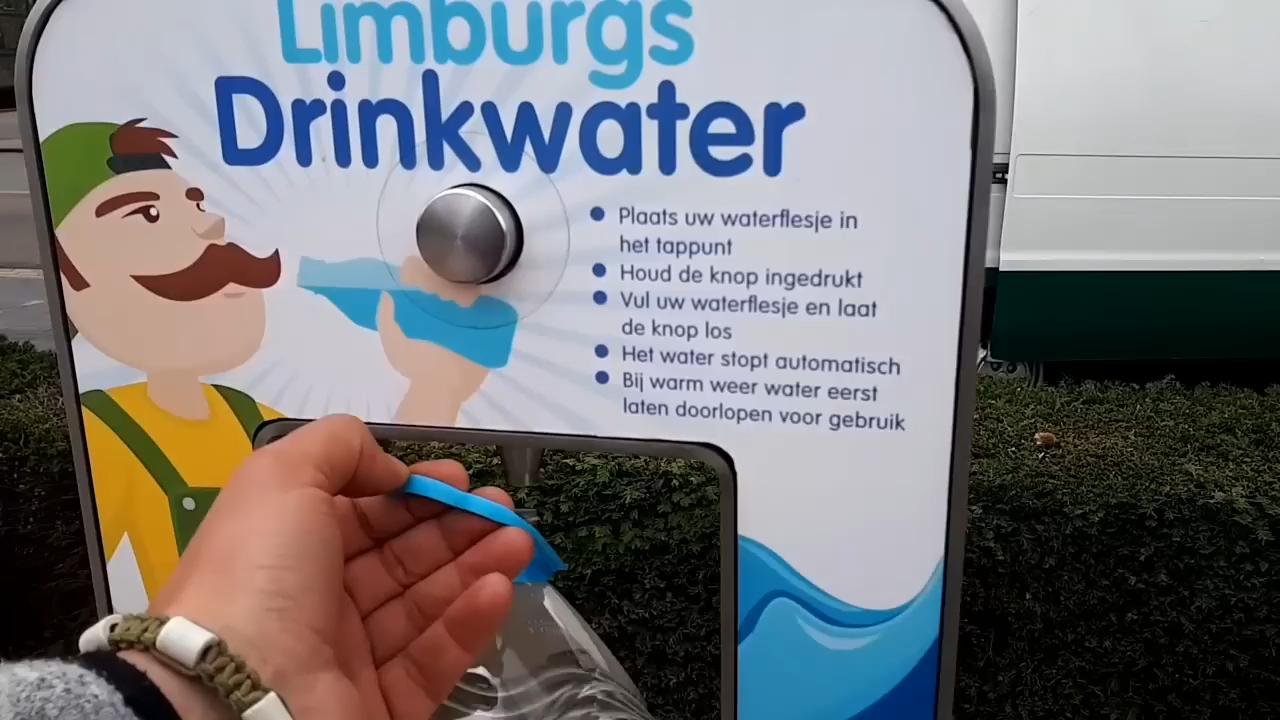 Limburgs
Drinkwater
• Plaats uw waterflesje in
het tappunt
• Houd de knop ingedrukt
• Vul uw waterflesje en laat
de knop los
• Het water stopt automatisch
• Bij warm weer water eerst
laten doorlopen voor gebruik